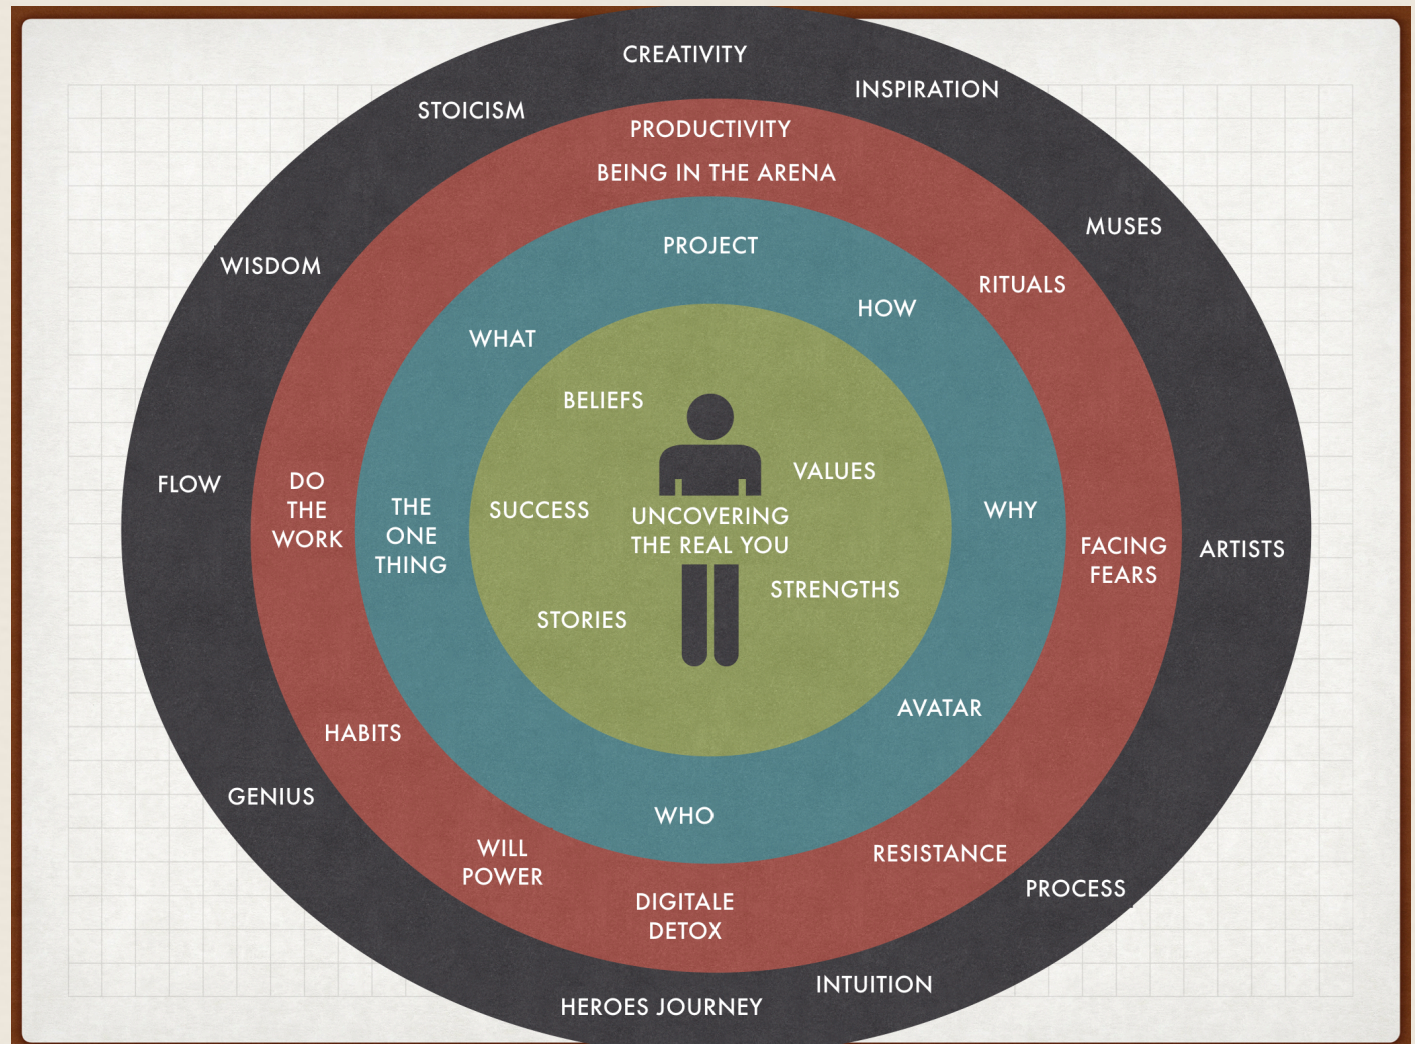 CREATIVITY
INSPIRATION
STOICISM
PRODUCTIVITY
BEING IN THE ARENA
MUSES
PROJECT
WISDOM
RITUALS
HOW
WHAT
BELIEFS
VALUES
FLOW
DO
THE
WORK
THE
ONE
THING
SUCCESS
UNCOVERING
THE REAL YOU
WHY
FACING
FEARS
ARTISTS
STRENGTHS
STORIES
AVATAR
HABITS
GENIUS
WHO
WILL
POWER
RESISTANCE
PROCESS
DIGITALE
DETOX
INTUITION
HEROES JOURNEY